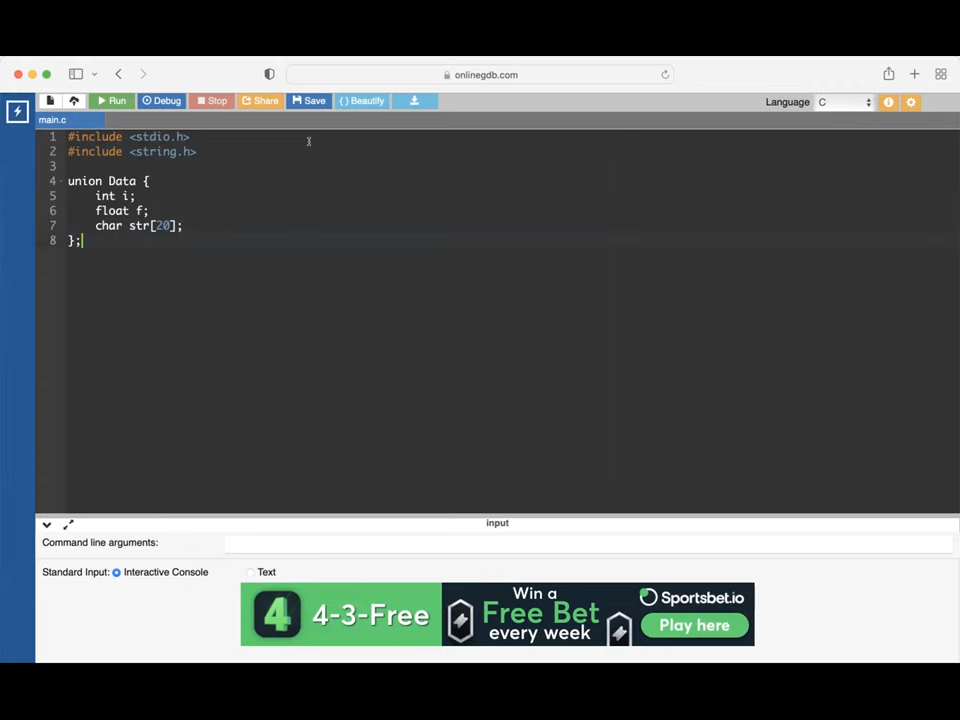 onlinegdb.com
Run Debug Stop Share Save { } Beautify Language C
main.c
1 #include <stdio.h>
2 #include <string.h>
3
4 union Data {
5 int i;
6 float f;
7 char str[20];
8 };
input
Command line arguments:
Standard Input: Interactive Console Text
4 4-3-Free
Win a
Free Bet
every week
Sportsbet.io
Play here